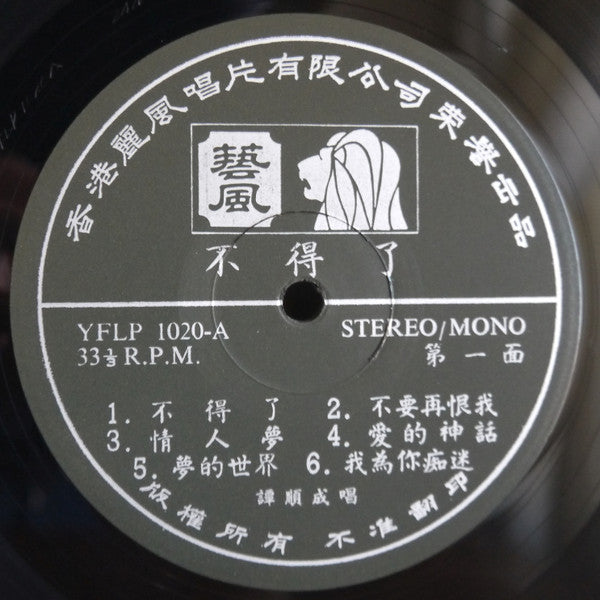 香港麗風唱片有限公司榮譽出品
藝風
不得了
YFLP 1020-A STEREO/MONO
33⅓ R.P.M. 第一面
1. 不得了 2. 不要再恨我
3. 情人夢 4. 愛的神話
5. 夢的世界 6. 我為你痴迷
譚順成唱
版權所有 不准翻印